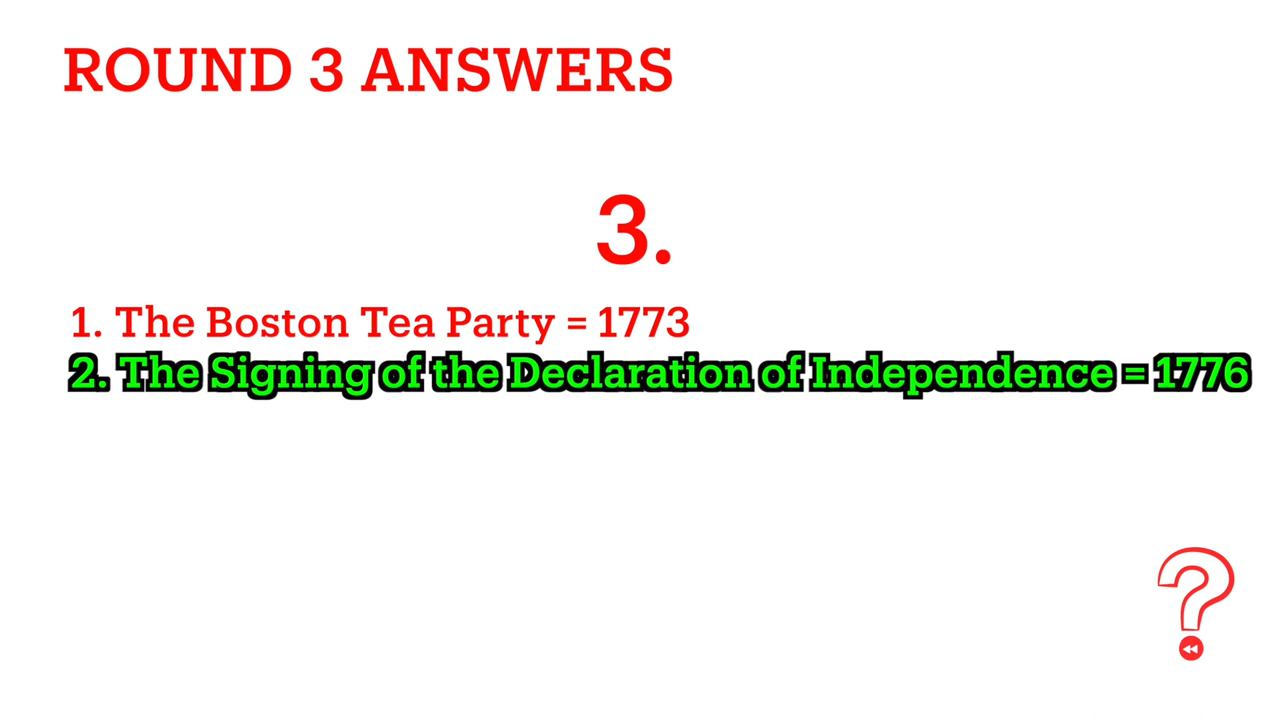 ROUND 3 ANSWERS
3.
1. The Boston Tea Party = 1773
2. The Signing of the Declaration of Independence = 1776
?